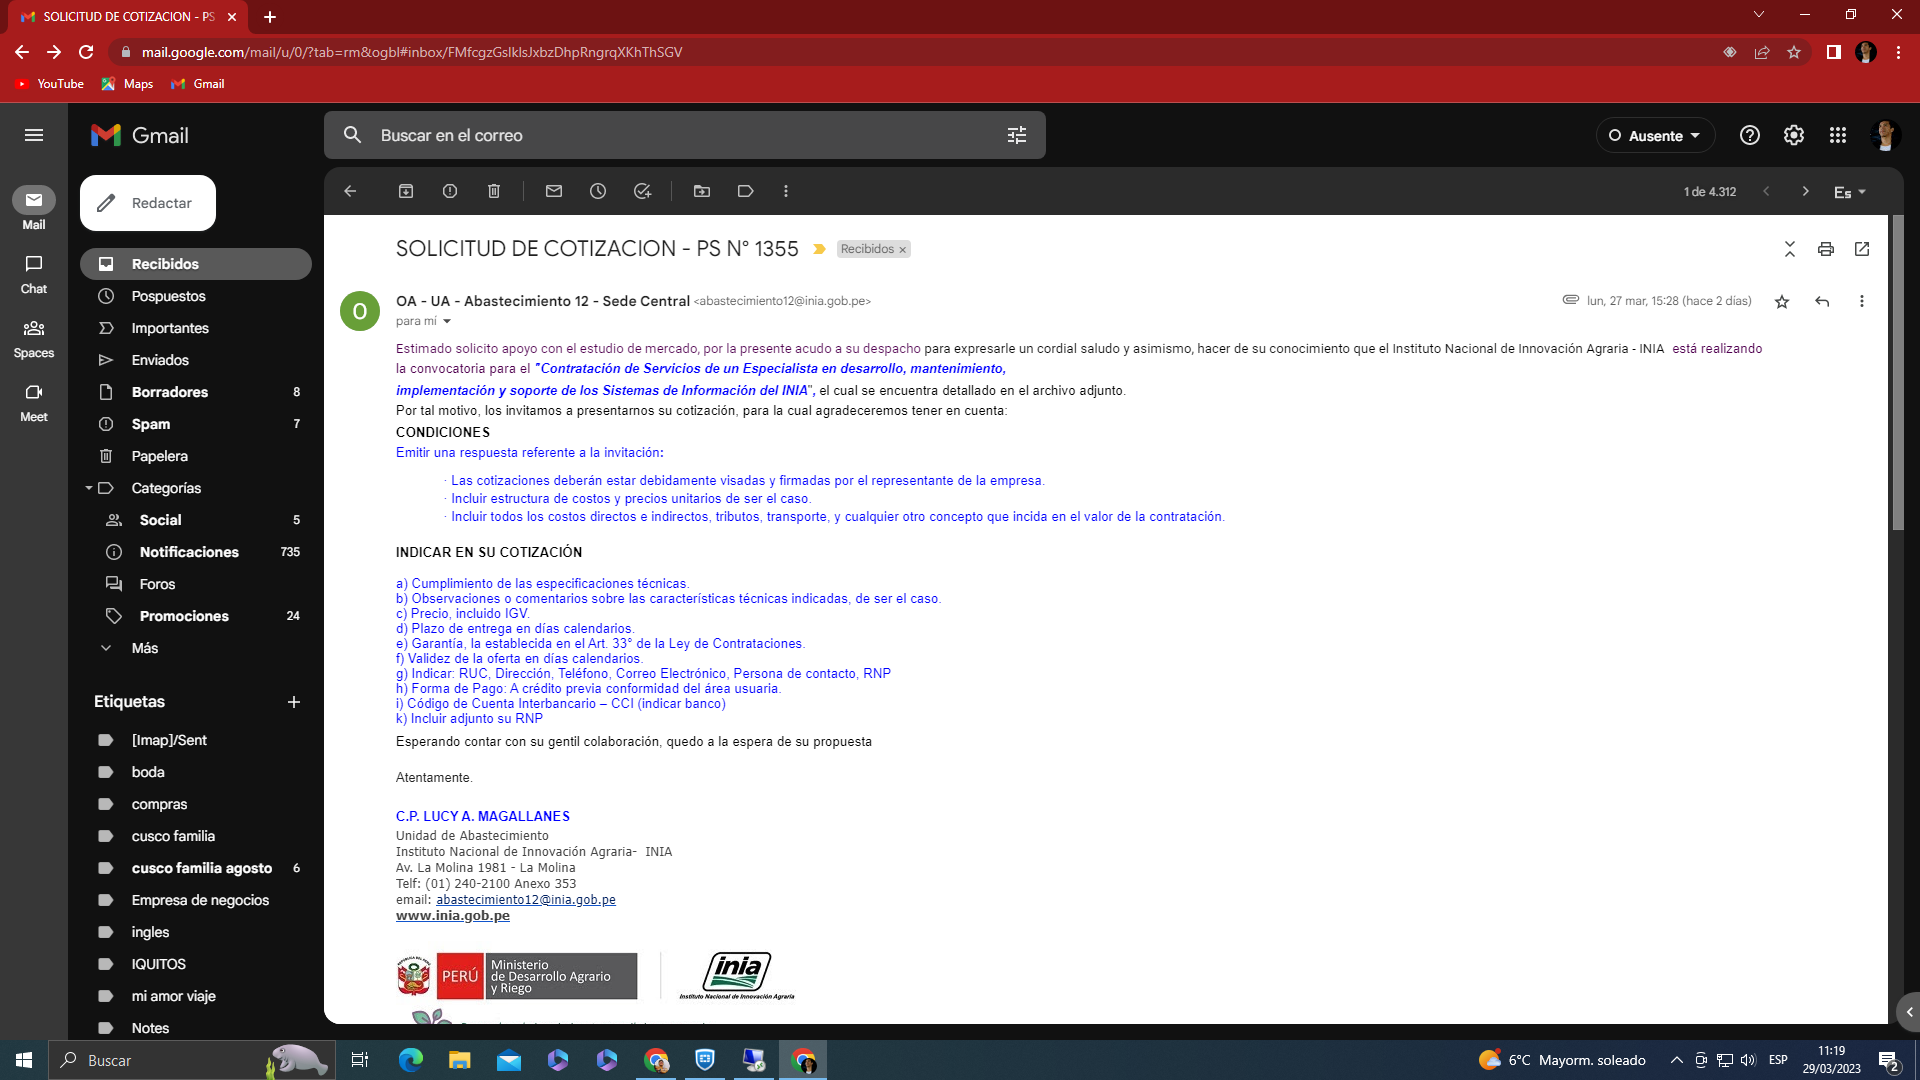 SOLICITUD DE COTIZACION - PS
mail.google.com/mail/u/0/?tab=rm&ogbl#inbox/FMfcgzGslklsJxbzDhpRngrqXKhThSGV
YouTube Maps Gmail
Gmail
Buscar en el correo
Ausente
Mail
Chat
Spaces
Meet
Redactar
Recibidos
Pospuestos
Importantes
Enviados
Borradores 8
Spam 7
Papelera
Categorías
Social 5
Notificaciones 735
Foros
Promociones 24
Más
Etiquetas
[Imap]/Sent
boda
compras
cusco familia
cusco familia agosto 6
Empresa de negocios
ingles
IQUITOS
mi amor viaje
Notes
1 de 4.312
Es
SOLICITUD DE COTIZACION - PS N° 1355
Recibidos x
O
OA - UA - Abastecimiento 12 - Sede Central <abastecimiento12@inia.gob.pe>
lun, 27 mar, 15:28 (hace 2 días)
para mí
Estimado solicito apoyo con el estudio de mercado, por la presente acudo a su despacho para expresarle un cordial saludo y asimismo, hacer de su conocimiento que el Instituto Nacional de Innovación Agraria - INIA está realizando
la convocatoria para el "Contratación de Servicios de un Especialista en desarrollo, mantenimiento,
implementación y soporte de los Sistemas de Información del INIA", el cual se encuentra detallado en el archivo adjunto.
Por tal motivo, los invitamos a presentarnos su cotización, para la cual agradeceremos tener en cuenta:
CONDICIONES
Emitir una respuesta referente a la invitación:
· Las cotizaciones deberán estar debidamente visadas y firmadas por el representante de la empresa.
· Incluir estructura de costos y precios unitarios de ser el caso.
· Incluir todos los costos directos e indirectos, tributos, transporte, y cualquier otro concepto que incida en el valor de la contratación.
INDICAR EN SU COTIZACIÓN
a) Cumplimiento de las especificaciones técnicas.
b) Observaciones o comentarios sobre las características técnicas indicadas, de ser el caso.
c) Precio, incluido IGV.
d) Plazo de entrega en días calendarios.
e) Garantía, la establecida en el Art. 33° de la Ley de Contrataciones.
f) Validez de la oferta en días calendarios.
g) Indicar: RUC, Dirección, Teléfono, Correo Electrónico, Persona de contacto, RNP
h) Forma de Pago: A crédito previa conformidad del área usuaria.
i) Código de Cuenta Interbancario – CCI (indicar banco)
k) Incluir adjunto su RNP
Esperando contar con su gentil colaboración, quedo a la espera de su propuesta
Atentamente.
C.P. LUCY A. MAGALLANES
Unidad de Abastecimiento
Instituto Nacional de Innovación Agraria- INIA
Av. La Molina 1981 - La Molina
Telf: (01) 240-2100 Anexo 353
email: abastecimiento12@inia.gob.pe
www.inia.gob.pe
PERÚ
Ministerio
de Desarrollo Agrario
y Riego
inia
Instituto Nacional de Innovación Agraria
Buscar
6°C Mayorm. soleado
ESP
11:19
29/03/2023
2